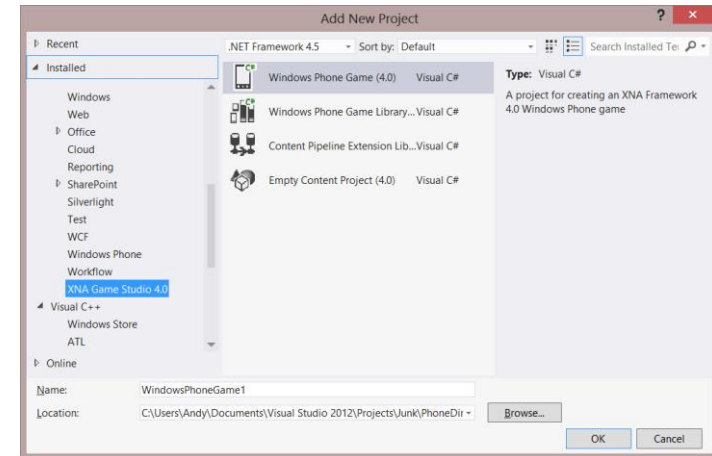 Add New Project
? ×
Recent
.NET Framework 4.5 Sort by: Default Search Installed Te
Installed
Windows
Web
Office
Cloud
Reporting
SharePoint
Silverlight
Test
WCF
Windows Phone
Workflow
XNA Game Studio 4.0
Visual C++
Windows Store
ATL
Online
Windows Phone Game (4.0) Visual C#
Windows Phone Game Library... Visual C#
Content Pipeline Extension Lib... Visual C#
Empty Content Project (4.0) Visual C#
Type: Visual C#
A project for creating an XNA Framework
4.0 Windows Phone game
Name: WindowsPhoneGame1
Location: C:\Users\Andy\Documents\Visual Studio 2012\Projects\Junk\PhoneDir Browse...
OK Cancel